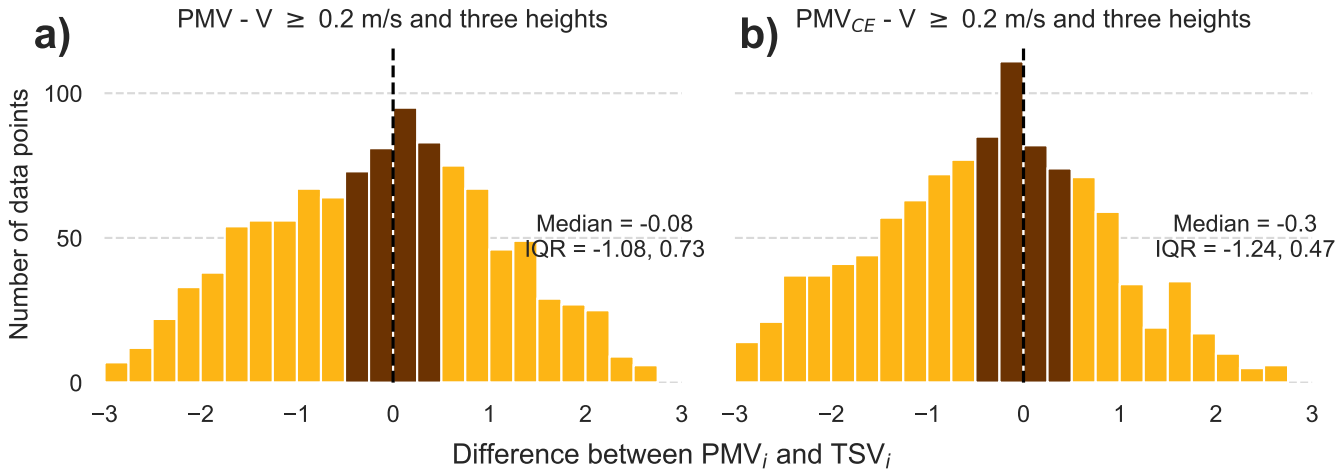 a) PMV - V ≥ 0.2 m/s and three heights
b) PMV_CE - V ≥ 0.2 m/s and three heights
Number of data points
100
50
0
Median = -0.08
IQR = -1.08, 0.73
Median = -0.3
IQR = -1.24, 0.47
−3 −2 −1 0 1 2 3
−3 −2 −1 0 1 2 3
Difference between PMV_i and TSV_i